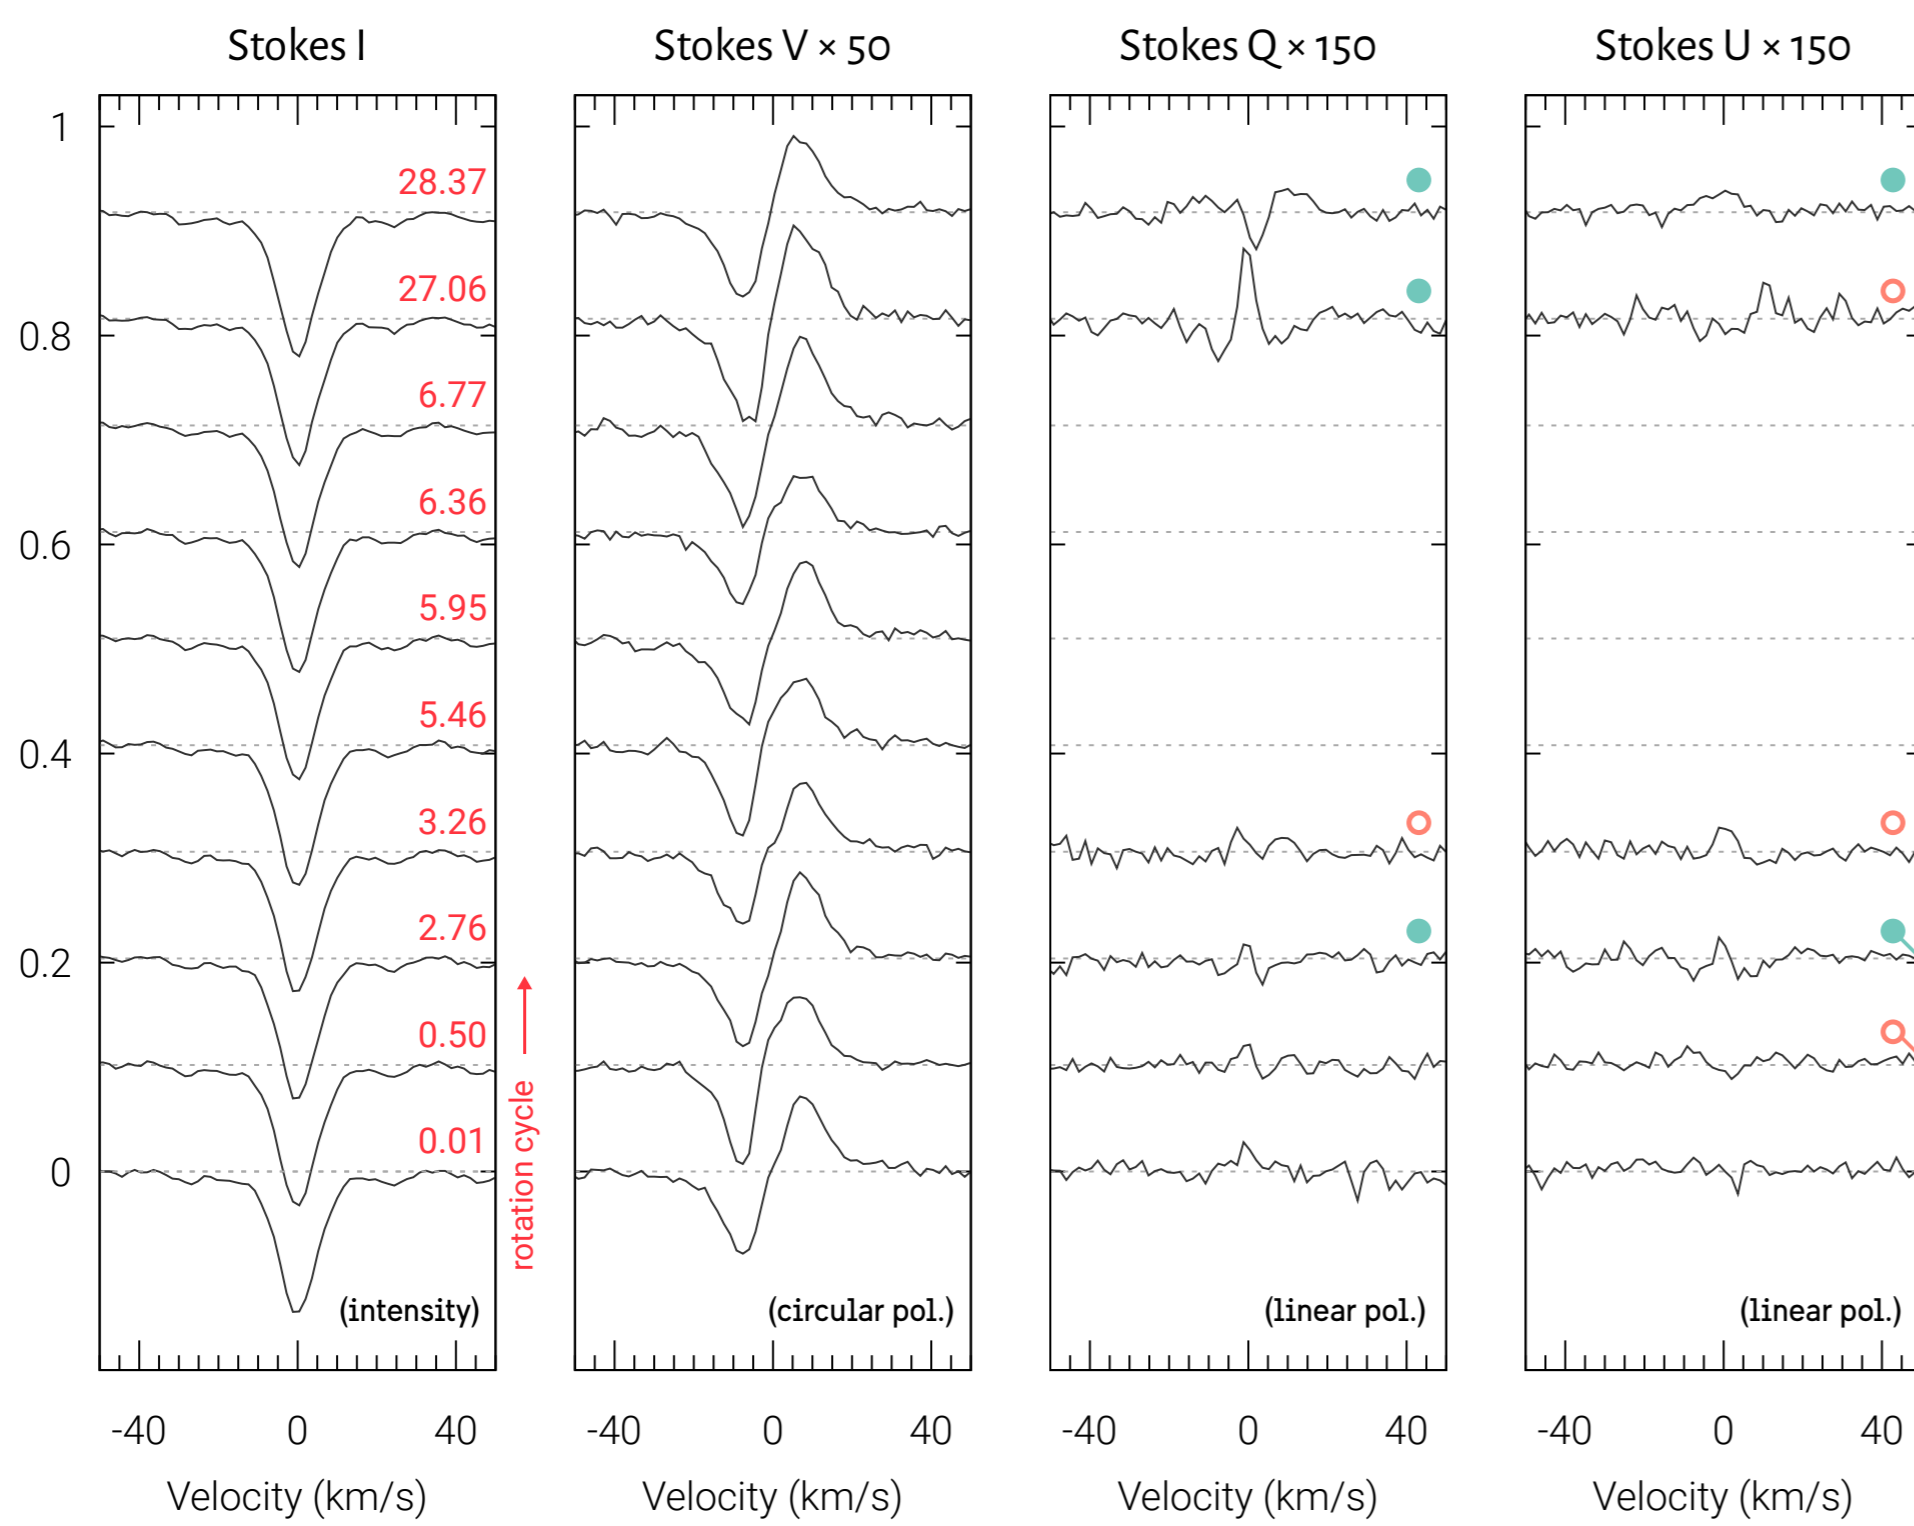 Stokes I
Stokes V × 50
Stokes Q × 150
Stokes U × 150
1
0.8
0.6
0.4
0.2
0
28.37
27.06
6.77
6.36
5.95
5.46
3.26
2.76
0.50
0.01
rotation cycle
(intensity)
(circular pol.)
(linear pol.)
(linear pol.)
-40 0 40
-40 0 40
-40 0 40
-40 0 40
Velocity (km/s)
Velocity (km/s)
Velocity (km/s)
Velocity (km/s)